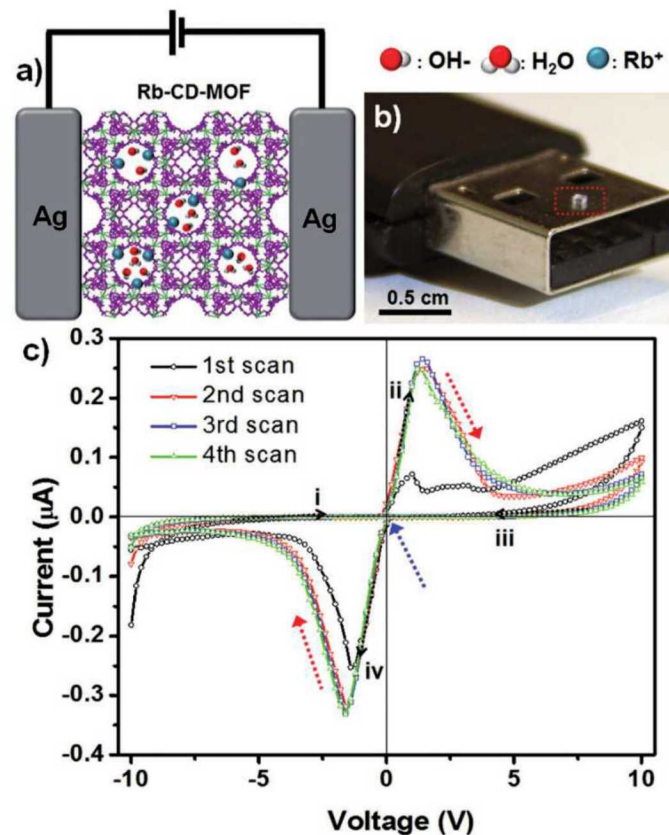 a)
Rb-CD-MOF
Ag
Ag
: OH- : H₂O : Rb⁺
b)
0.5 cm
c)
1st scan
2nd scan
3rd scan
4th scan
i
ii
iii
iv
0.3
0.2
0.1
0.0
-0.1
-0.2
-0.3
-0.4
Current (μA)
-10 -5 0 5 10
Voltage (V)